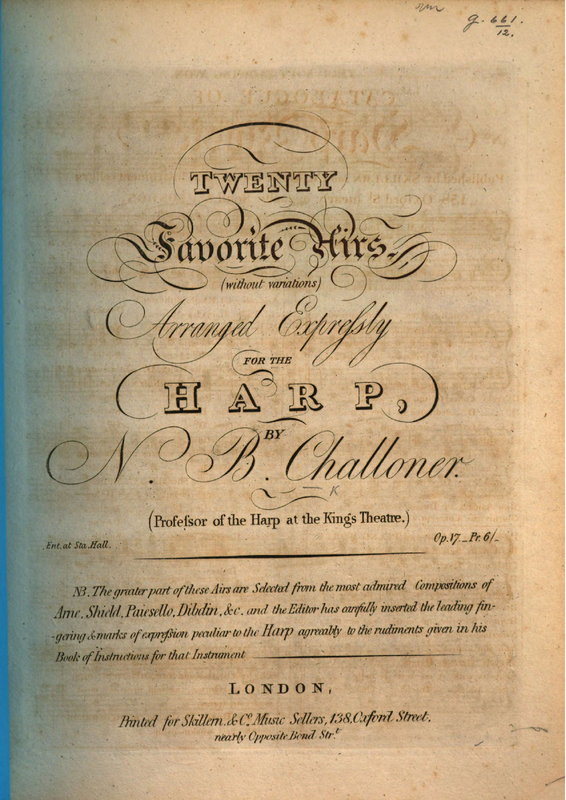 g. 661
12.
TWENTY
Favorite Airs.
(without variations)
Arranged Expreſsly
FOR THE
HARP,
BY
N. B. Challoner.
K
(Profeſsor of the Harp at the King's Theatre.)
Ent. at Sta. Hall.
Op. 17. _ Pr. 6/_
NB. The greater part of these Airs are Selected from the most admired Compositions of
Arne, Shield, Paiesello, Dibdin, &c. and the Editor has carefully inserted the leading fin-
-gering & marks of expreſsion peculiar to the Harp agreably to the rudiments given in his
Book of Instructions for that Instrument
LONDON,
Printed for Skillern & Co. Music Sellers, 138, Oxford Street,
nearly Opposite Bond Strt.